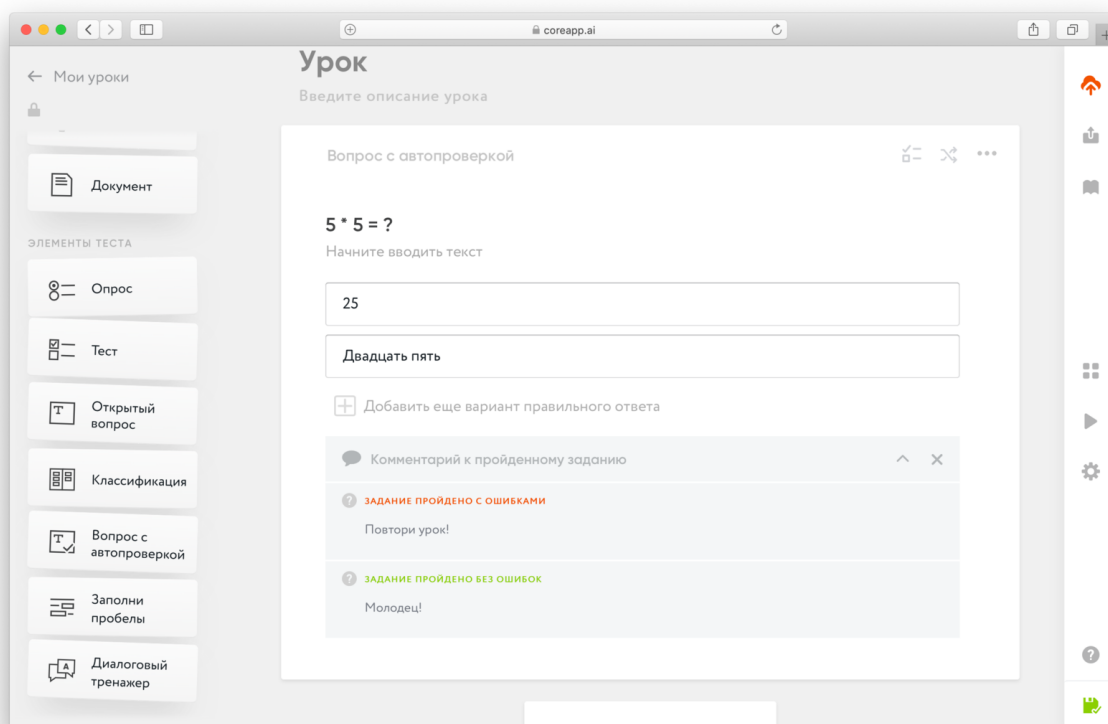 coreapp.ai
Мои уроки
Документ
ЭЛЕМЕНТЫ ТЕСТА
Опрос
Тест
Открытый
вопрос
Классификация
Вопрос с
автопроверкой
Заполни
пробелы
Диалоговый
тренажер
Урок
Введите описание урока
Вопрос с автопроверкой
5 * 5 = ?
Начните вводить текст
25
Двадцать пять
Добавить еще вариант правильного ответа
Комментарий к пройденному заданию
ЗАДАНИЕ ПРОЙДЕНО С ОШИБКАМИ
Повтори урок!
ЗАДАНИЕ ПРОЙДЕНО БЕЗ ОШИБОК
Молодец!